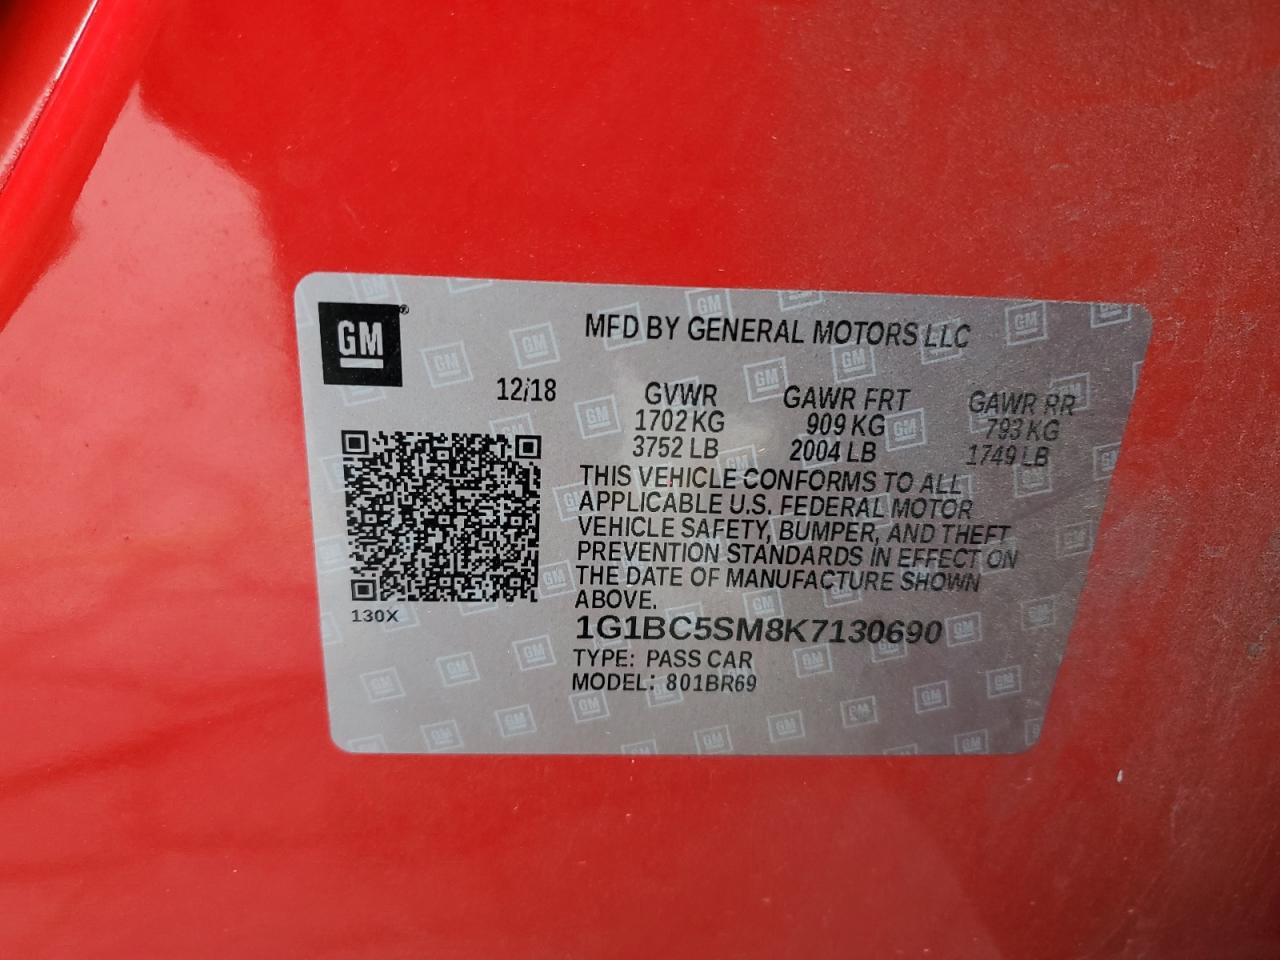 GM
MFD BY GENERAL MOTORS LLC
12/18 GVWR GAWR FRT GAWR RR
1702 KG 909 KG 793 KG
3752 LB 2004 LB 1749 LB
THIS VEHICLE CONFORMS TO ALL
APPLICABLE U.S. FEDERAL MOTOR
VEHICLE SAFETY, BUMPER, AND THEFT
PREVENTION STANDARDS IN EFFECT ON
THE DATE OF MANUFACTURE SHOWN
ABOVE.
130X
1G1BC5SM8K7130690
TYPE: PASS CAR
MODEL: 801BR69